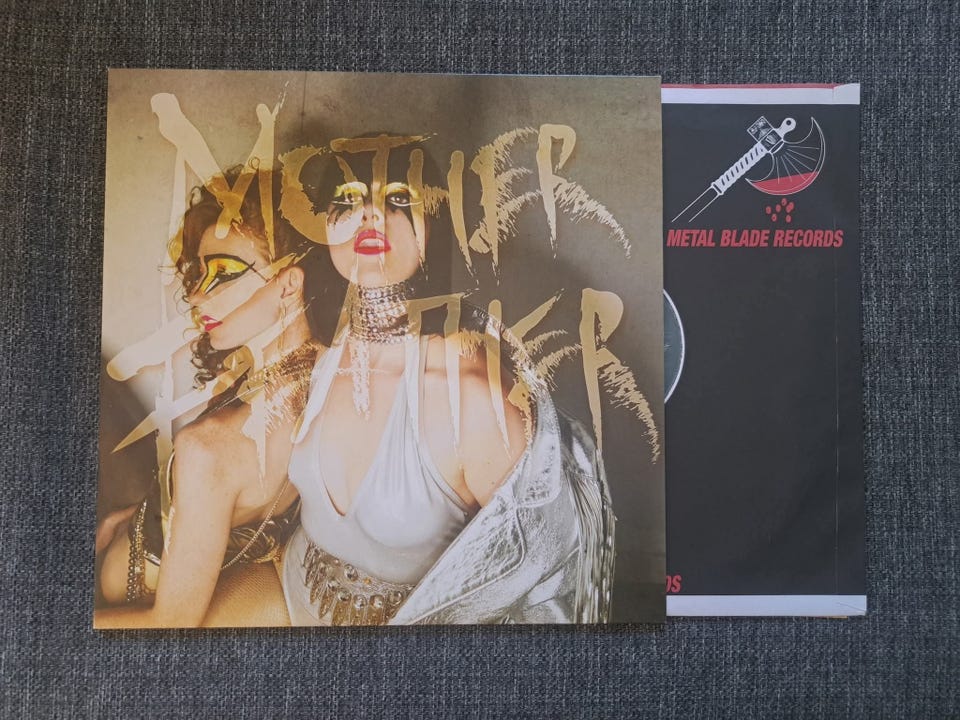 MOTHER
FEATHER
METAL BLADE RECORDS
DS